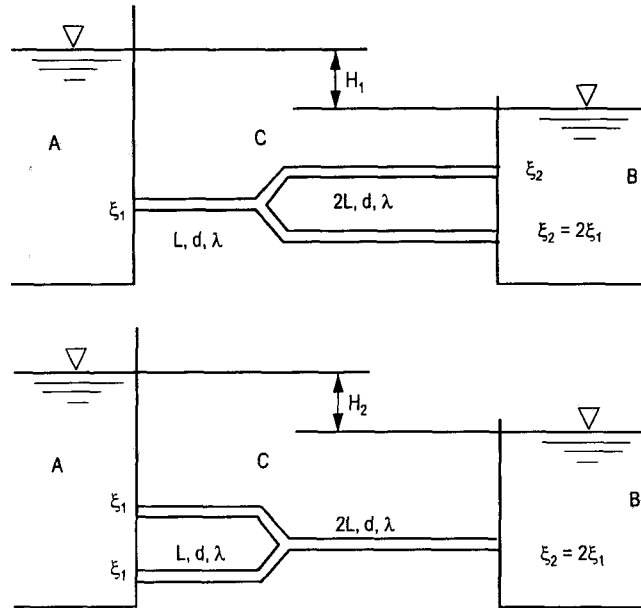 H₁
A
C
ξ₂
B
ξ₁
2L, d, λ
ξ₂ = 2ξ₁
L, d, λ
H₂
A
C
B
ξ₁
2L, d, λ
L, d, λ
ξ₂ = 2ξ₁
ξ₁